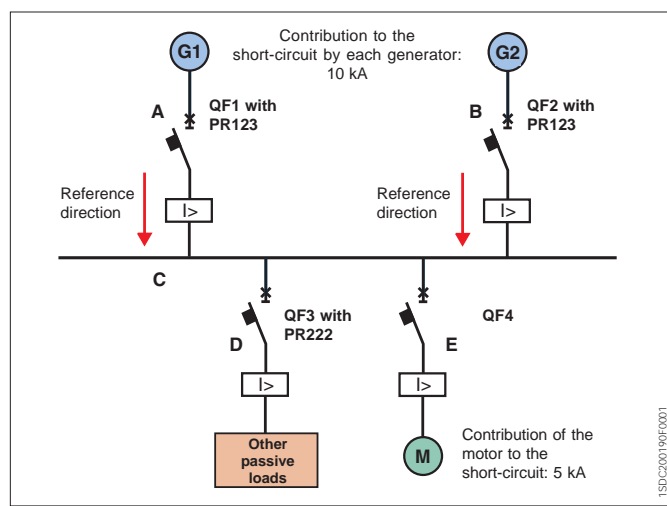 G1
Contribution to the
short-circuit by each generator:
10 kA
G2
A
QF1 with
PR123
B
QF2 with
PR123
Reference
direction
I>
Reference
direction
I>
C
QF3 with
PR222
QF4
D
E
I>
I>
Other
passive
loads
M
Contribution of the
motor to the
short-circuit: 5 kA
1SDC200190F0001